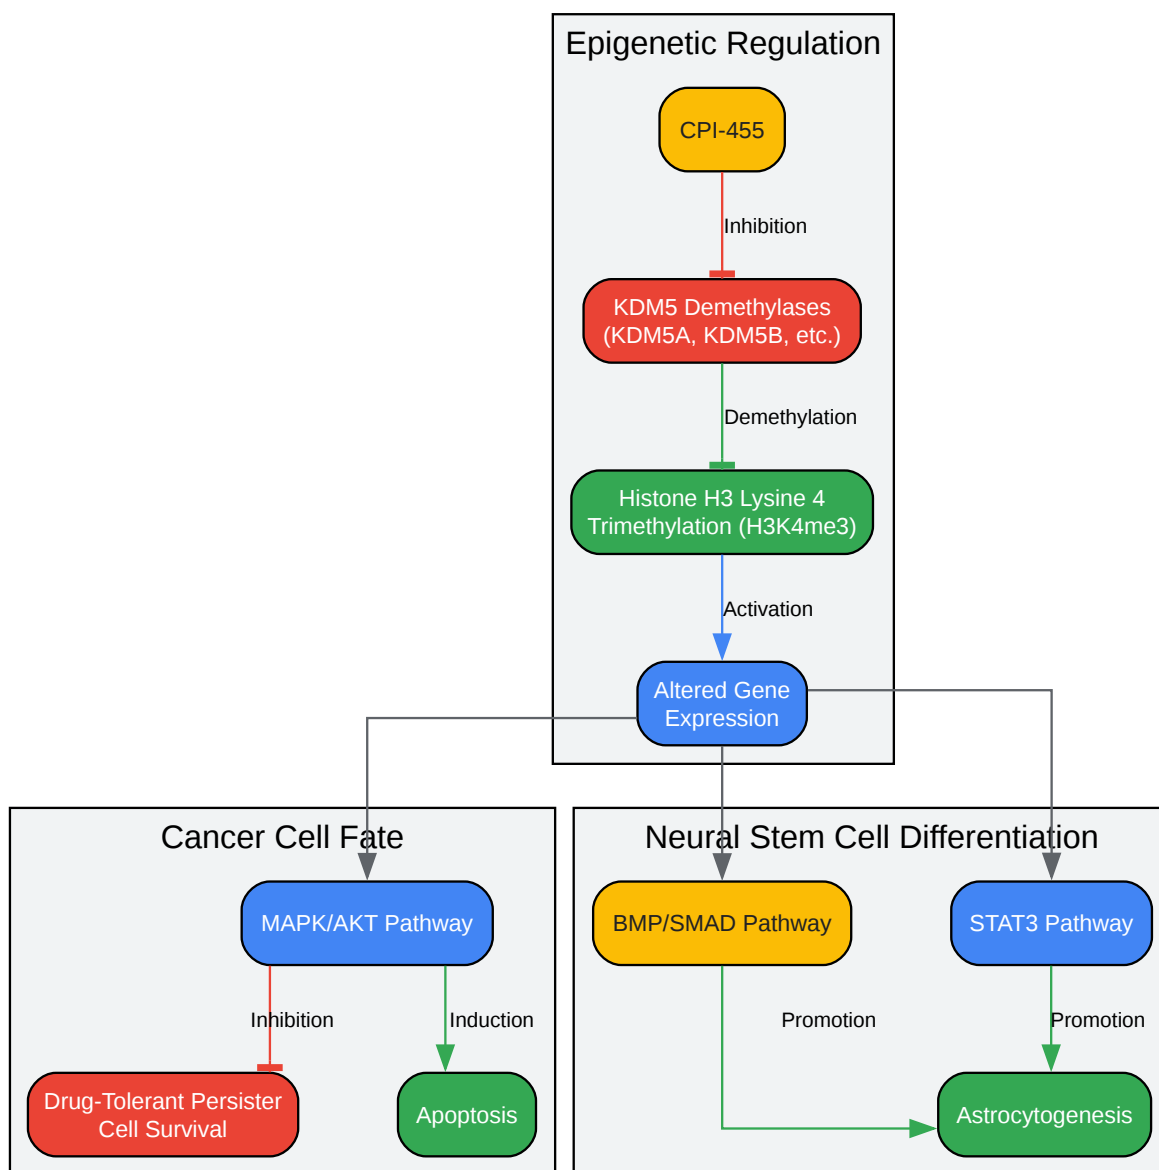 Epigenetic Regulation
CPI-455
Inhibition
KDM5 Demethylases
(KDM5A, KDM5B, etc.)
Demethylation
Histone H3 Lysine 4
Trimethylation (H3K4me3)
Activation
Altered Gene
Expression
Cancer Cell Fate
MAPK/AKT Pathway
Inhibition
Induction
Drug-Tolerant Persister
Cell Survival
Apoptosis
Neural Stem Cell Differentiation
BMP/SMAD Pathway
STAT3 Pathway
Promotion
Promotion
Astrocytogenesis